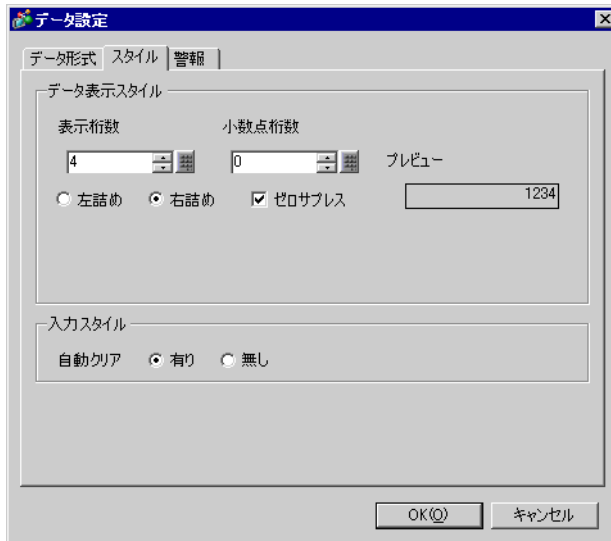 データ設定
データ形式 スタイル 警報
データ表示スタイル
表示桁数 小数点桁数
4 0 プレビュー
左詰め 右詰め ゼロサプレス 1234
入力スタイル
自動クリア 有り 無し
OK(O) キャンセル